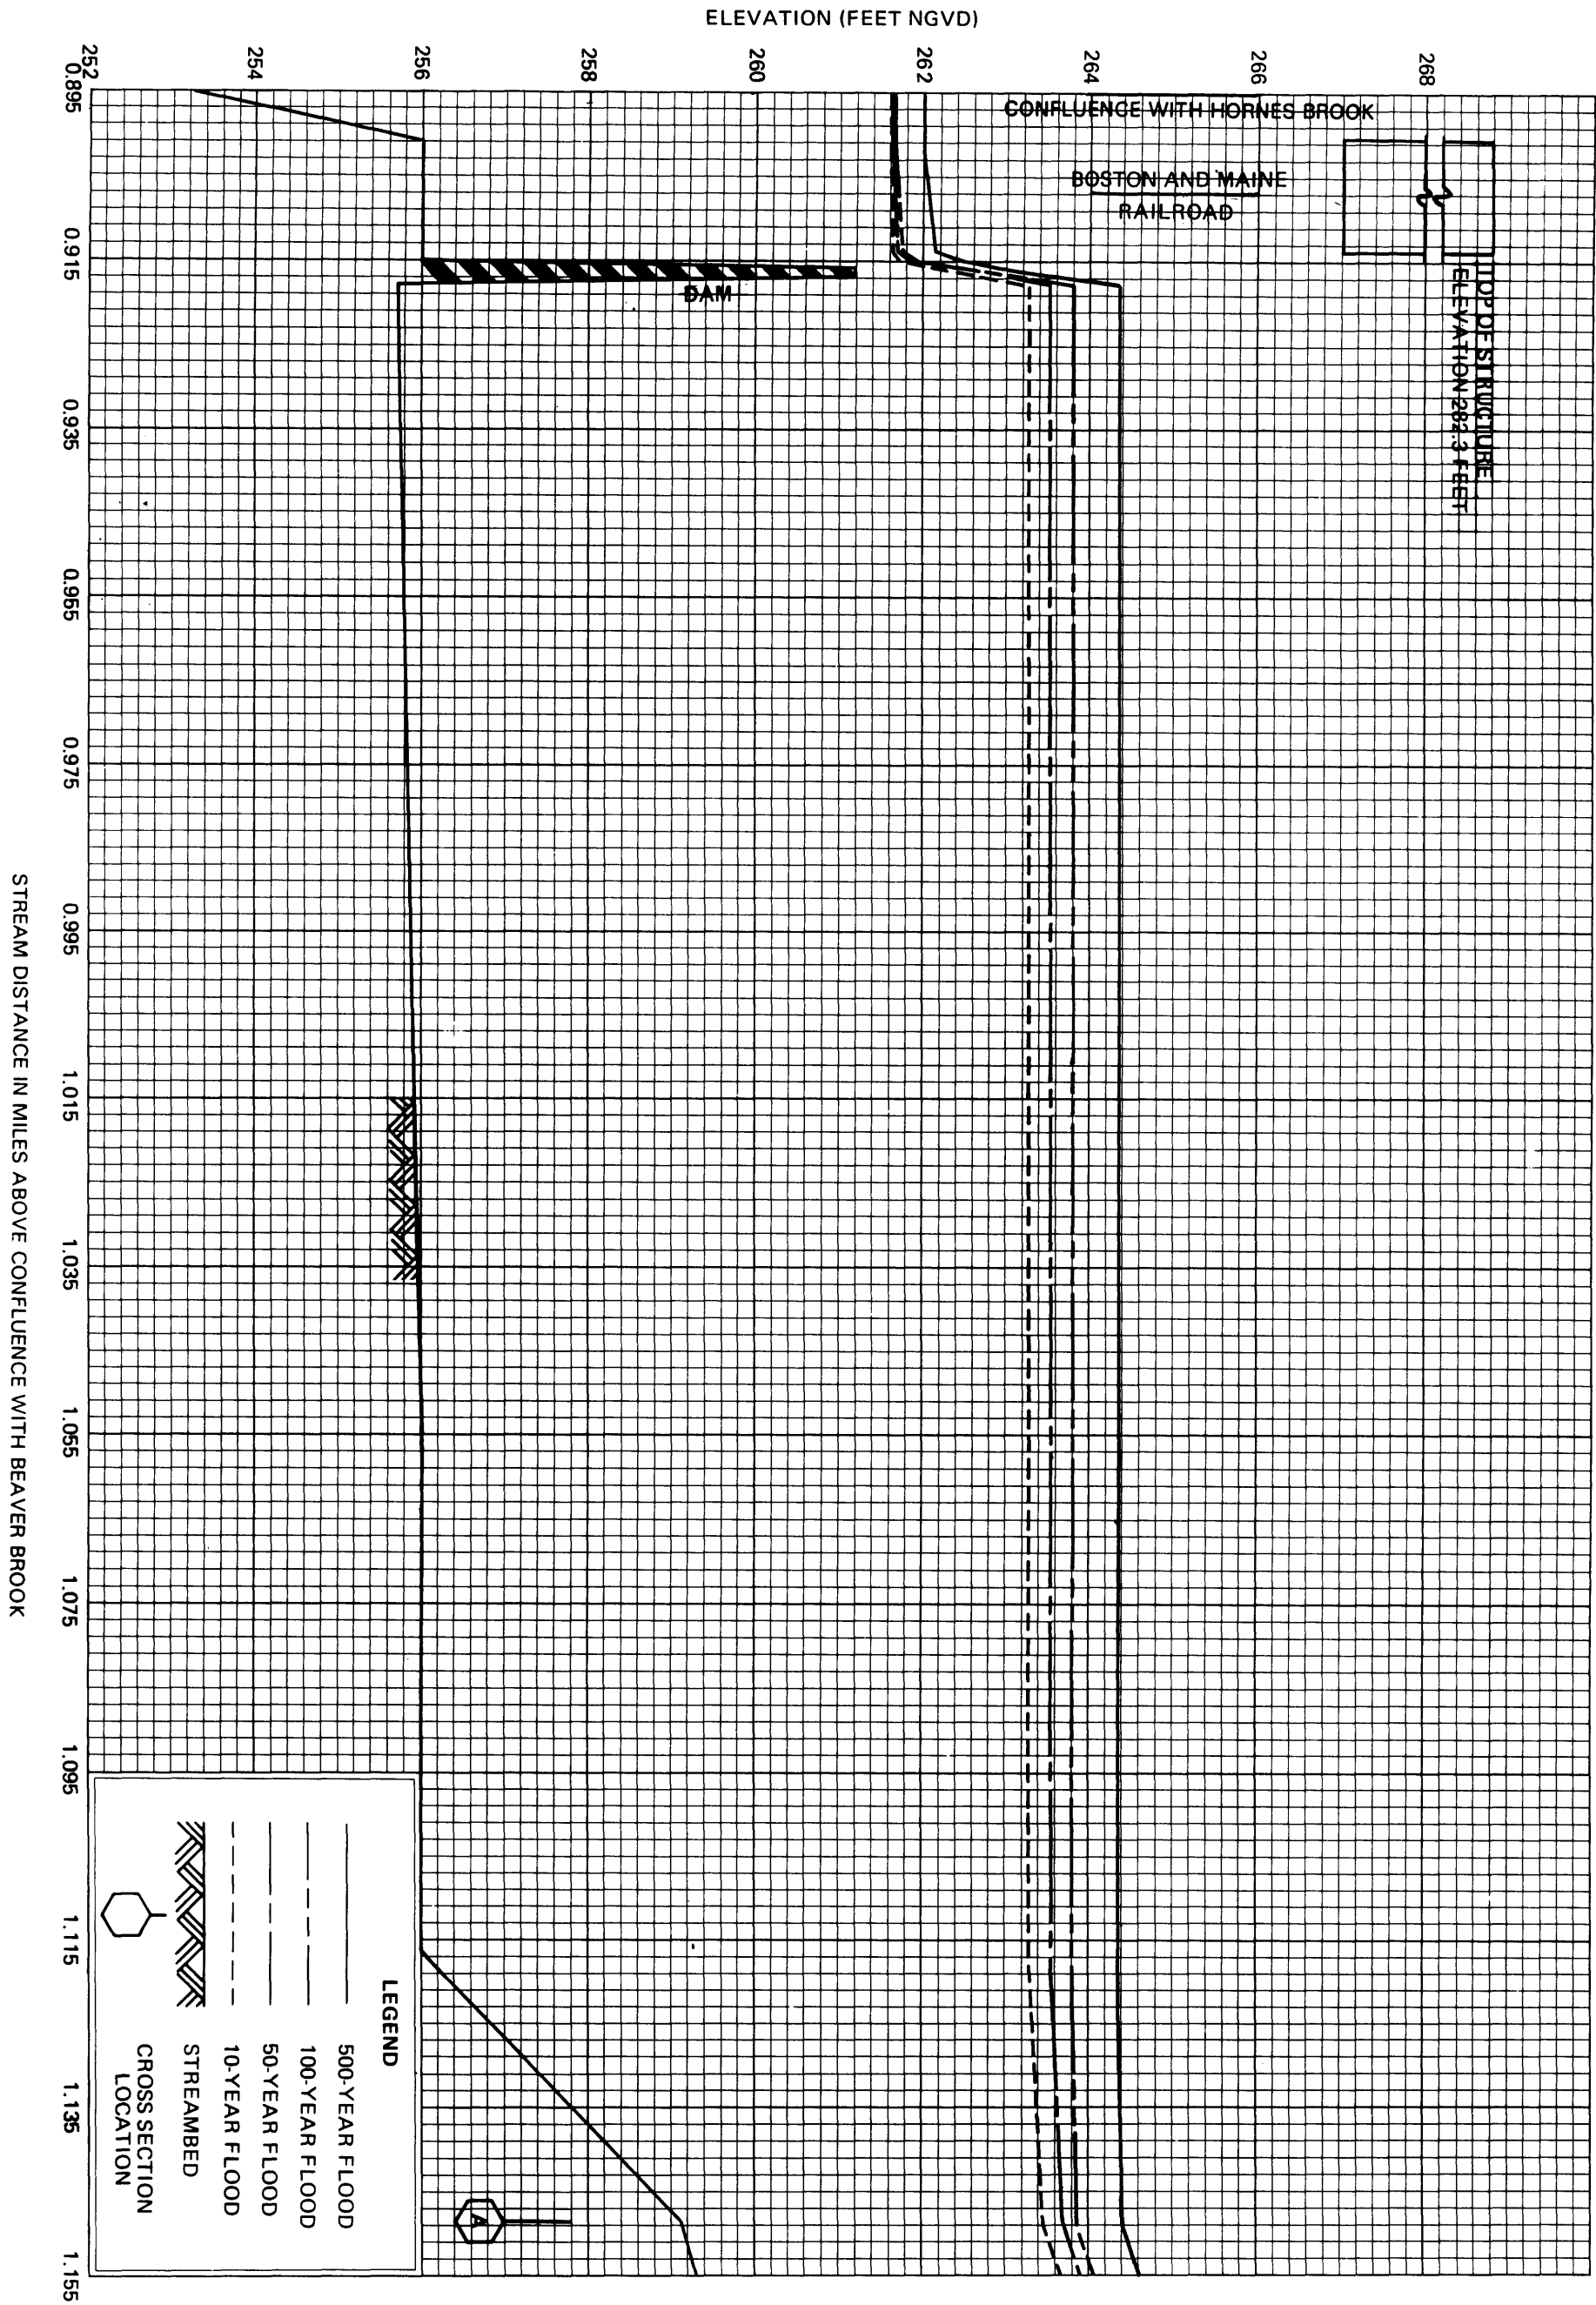 ELEVATION (FEET NGVD)
268
266
264
262
260
258
256
254
252
CONFLUENCE WITH HORNES BROOK
BOSTON AND MAINE
RAILROAD
TOP OF STRUCTURE
ELEVATION 282.3 FEET
DAM
A
LEGEND
500-YEAR FLOOD
100-YEAR FLOOD
50-YEAR FLOOD
10-YEAR FLOOD
STREAMBED
CROSS SECTION
LOCATION
0.895
0.915
0.935
0.955
0.975
0.995
1.015
1.035
1.055
1.075
1.095
1.115
1.135
1.155
STREAM DISTANCE IN MILES ABOVE CONFLUENCE WITH BEAVER BROOK